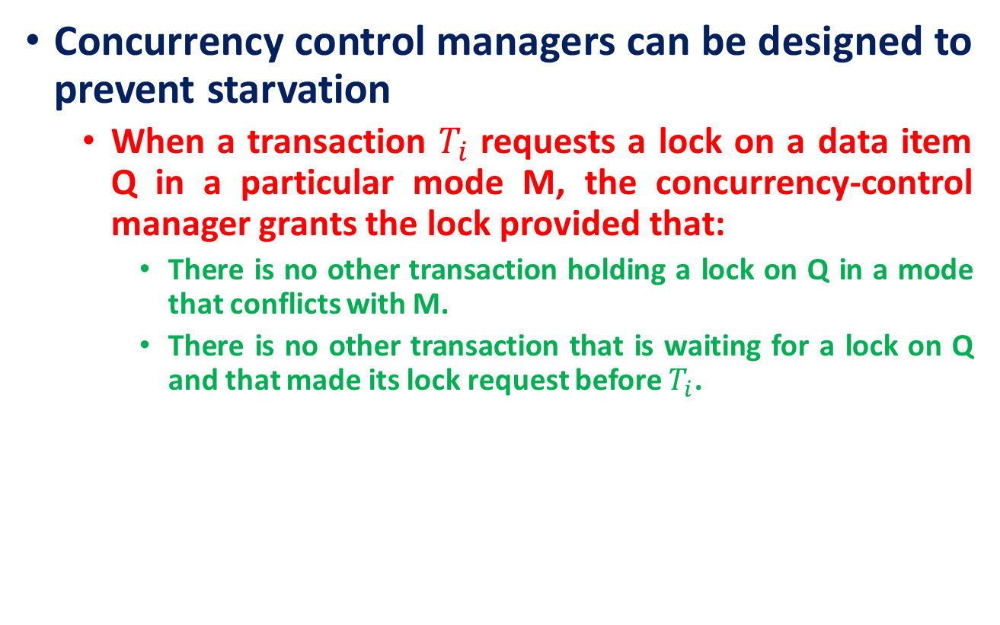 • Concurrency control managers can be designed to
prevent starvation
• When a transaction 𝑇ᵢ requests a lock on a data item
Q in a particular mode M, the concurrency-control
manager grants the lock provided that:
• There is no other transaction holding a lock on Q in a mode
that conflicts with M.
• There is no other transaction that is waiting for a lock on Q
and that made its lock request before 𝑇ᵢ.